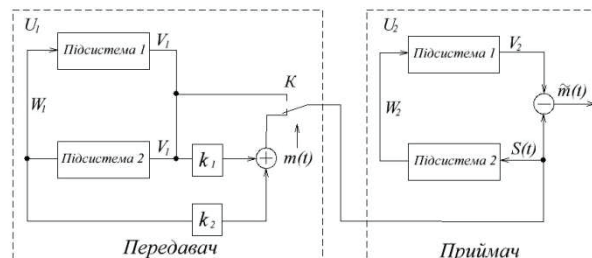 U₁
Підсистема 1
V₁
W₁
K
Підсистема 2
V₁
k₁
m(t)
k₂
Передавач
U₂
Підсистема 1
V₂
m̃(t)
W₂
Підсистема 2
S(t)
Приймач